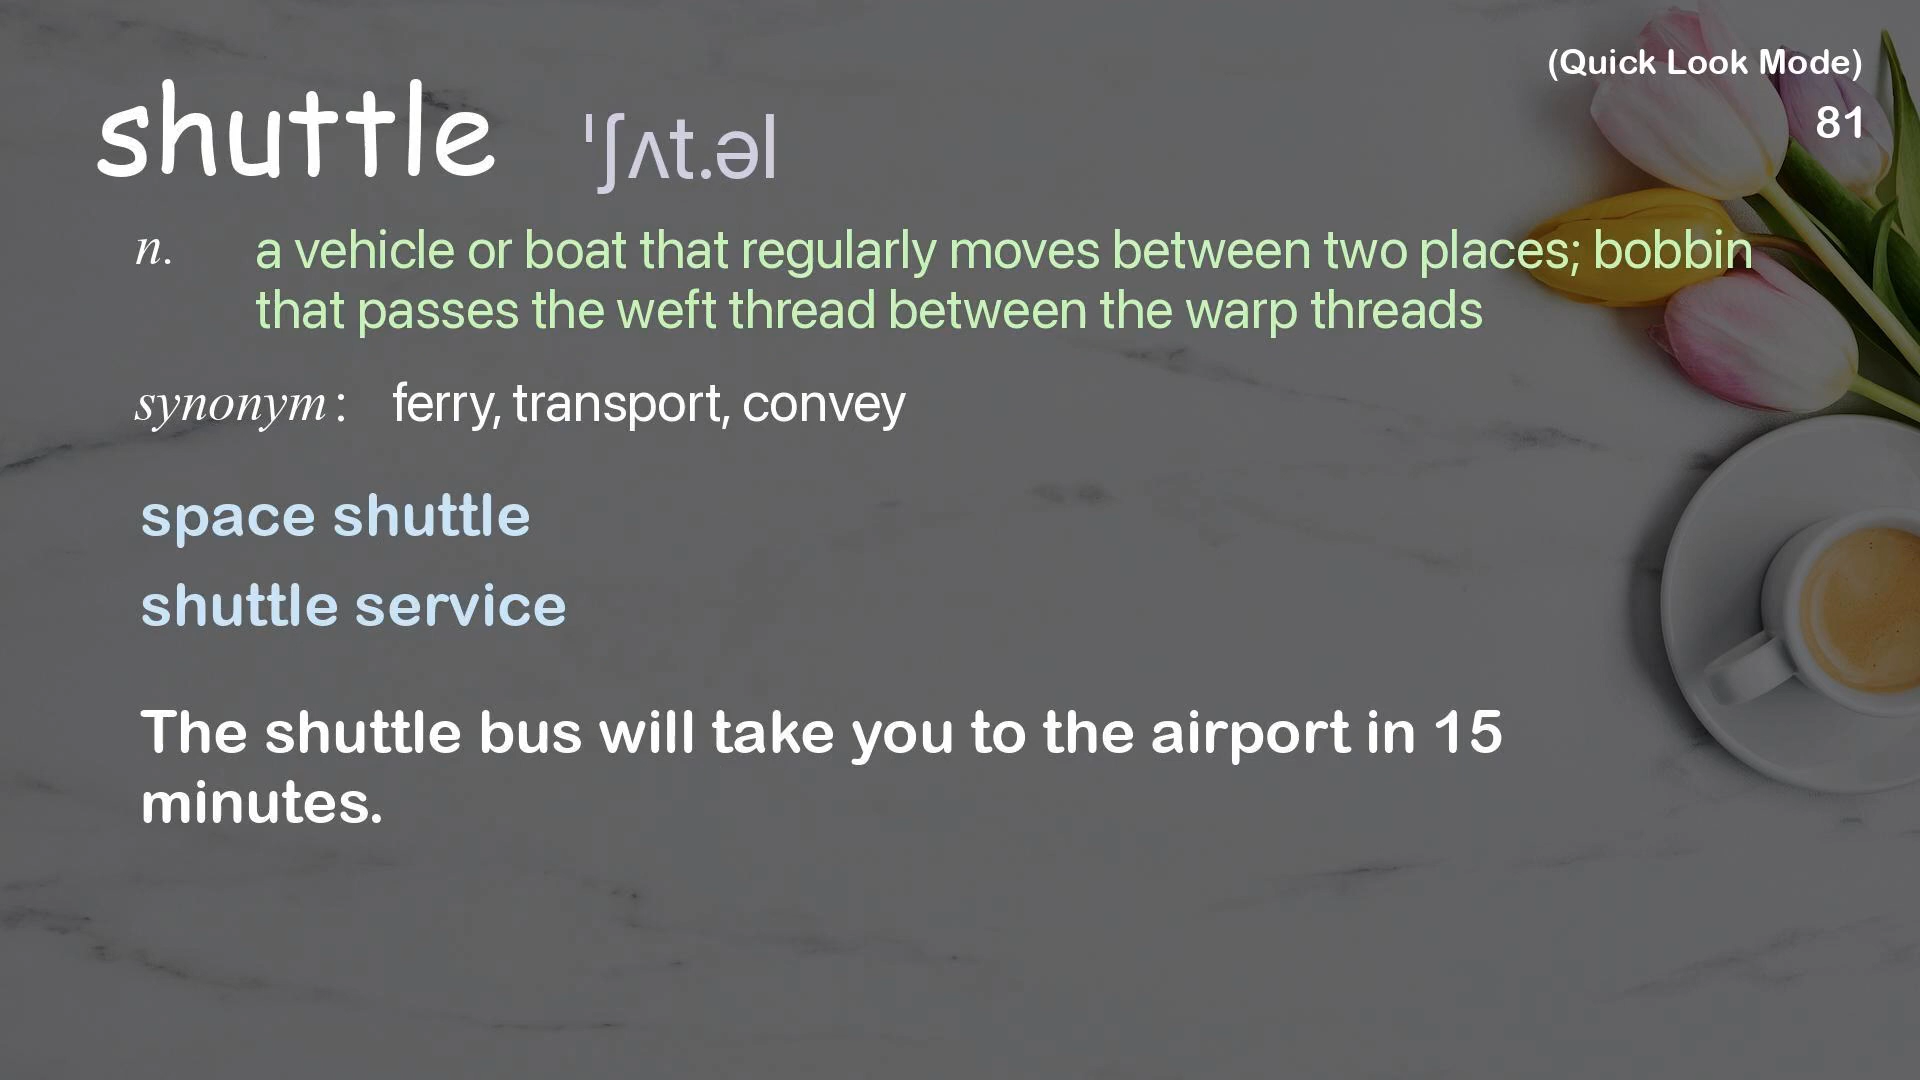 (Quick Look Mode)
81
shuttle ˈʃʌt.əl
n. a vehicle or boat that regularly moves between two places; bobbin
that passes the weft thread between the warp threads
synonym: ferry, transport, convey
space shuttle
shuttle service
The shuttle bus will take you to the airport in 15
minutes.